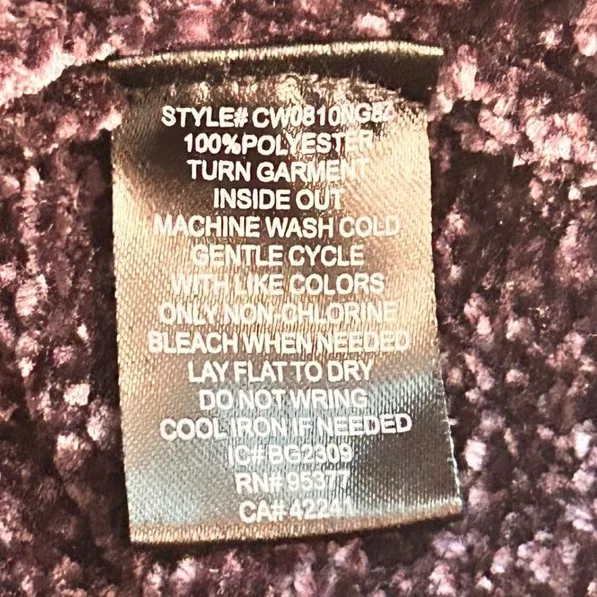 STYLE#
100%POLYESTER
TURN GARMENT
INSIDE OUT
MACHINE WASH COLD
GENTLE CYCLE
WITH LIKE COLORS
ONLY NON-CHLORINE
BLEACH WHEN NEEDED
LAY FLAT TO DRY
DO NOT WRING
COOL IRON IF NEEDED
IC# BG2309
RN# 95377
CA# 42241